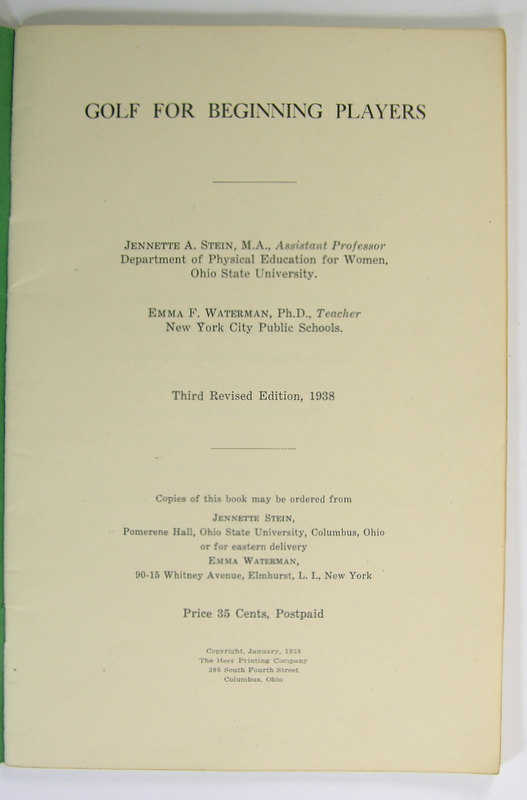 GOLF FOR BEGINNING PLAYERS
JENNETTE A. STEIN, M.A., Assistant Professor
Department of Physical Education for Women,
Ohio State University.
EMMA F. WATERMAN, Ph.D., Teacher
New York City Public Schools.
Third Revised Edition, 1938
Copies of this book may be ordered from
JENNETTE STEIN,
Pomerene Hall, Ohio State University, Columbus, Ohio
or for eastern delivery
EMMA WATERMAN,
90-15 Whitney Avenue, Elmhurst, L. I., New York
Price 35 Cents, Postpaid
Copyright, January, 1938
The Heer Printing Company
386 South Fourth Street
Columbus, Ohio